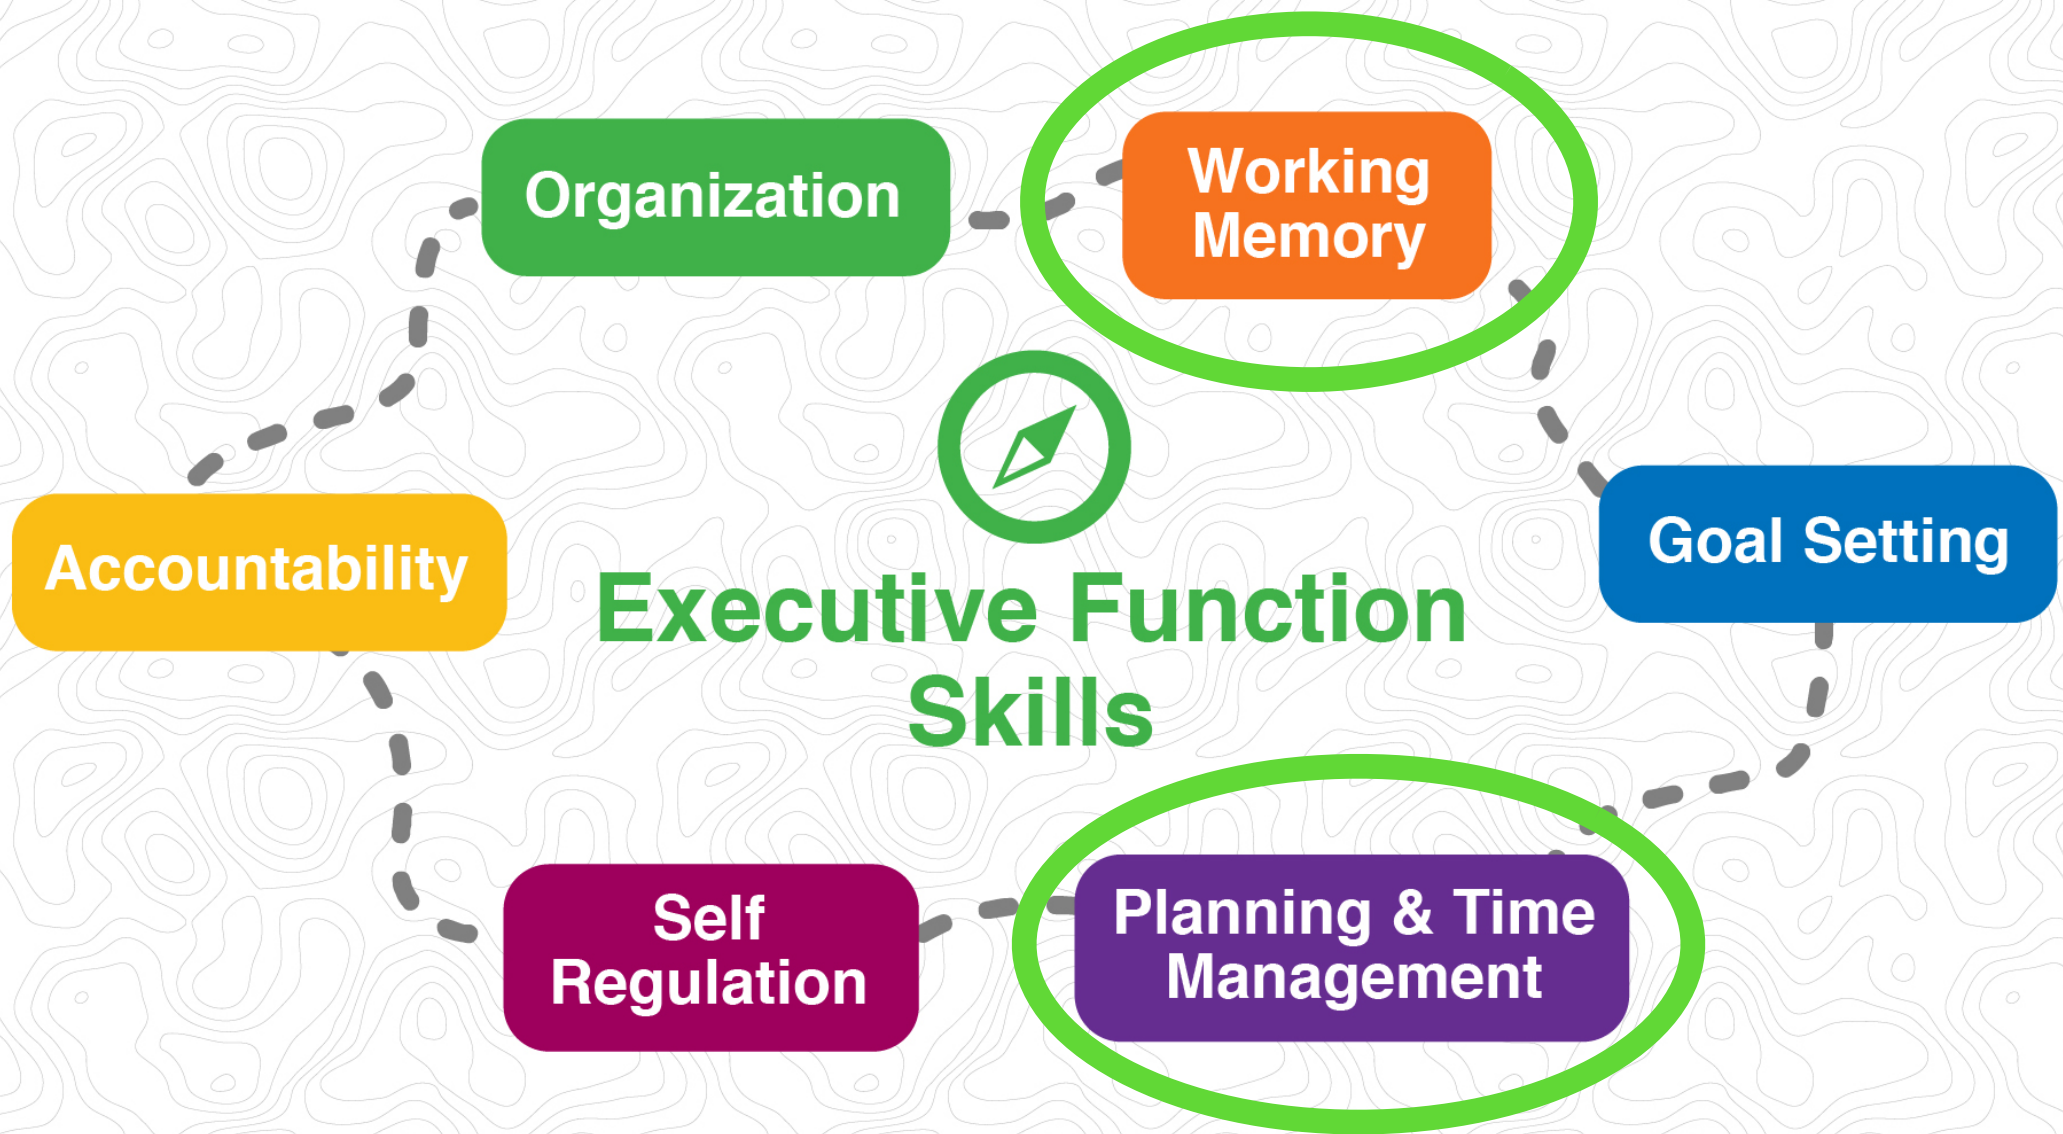 Organization
Working
Memory
Accountability
Goal Setting
Executive Function
Skills
Self
Regulation
Planning & Time
Management